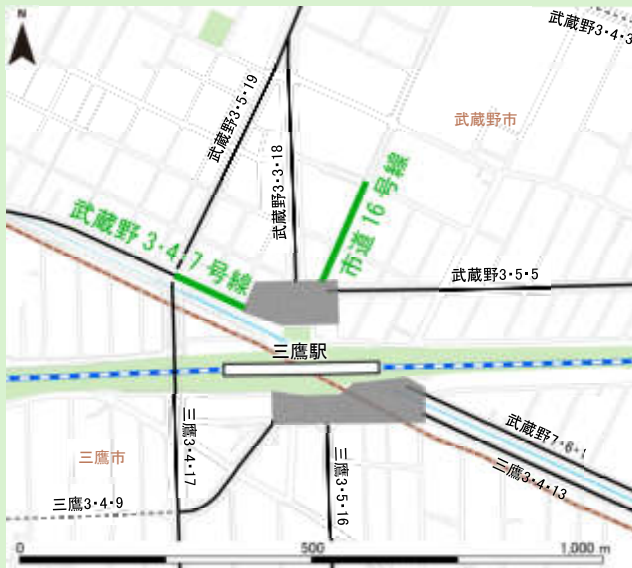 N
武蔵野3・4・3
武蔵野3・5・19
武蔵野市
武蔵野3・3・18
市道16号線
武蔵野3・4・7号線
武蔵野3・5・5
三鷹駅
武蔵野7・6・1
三鷹市
三鷹3・4・17
三鷹3・4・13
三鷹3・5・16
三鷹3・4・9
0 500 1,000 m